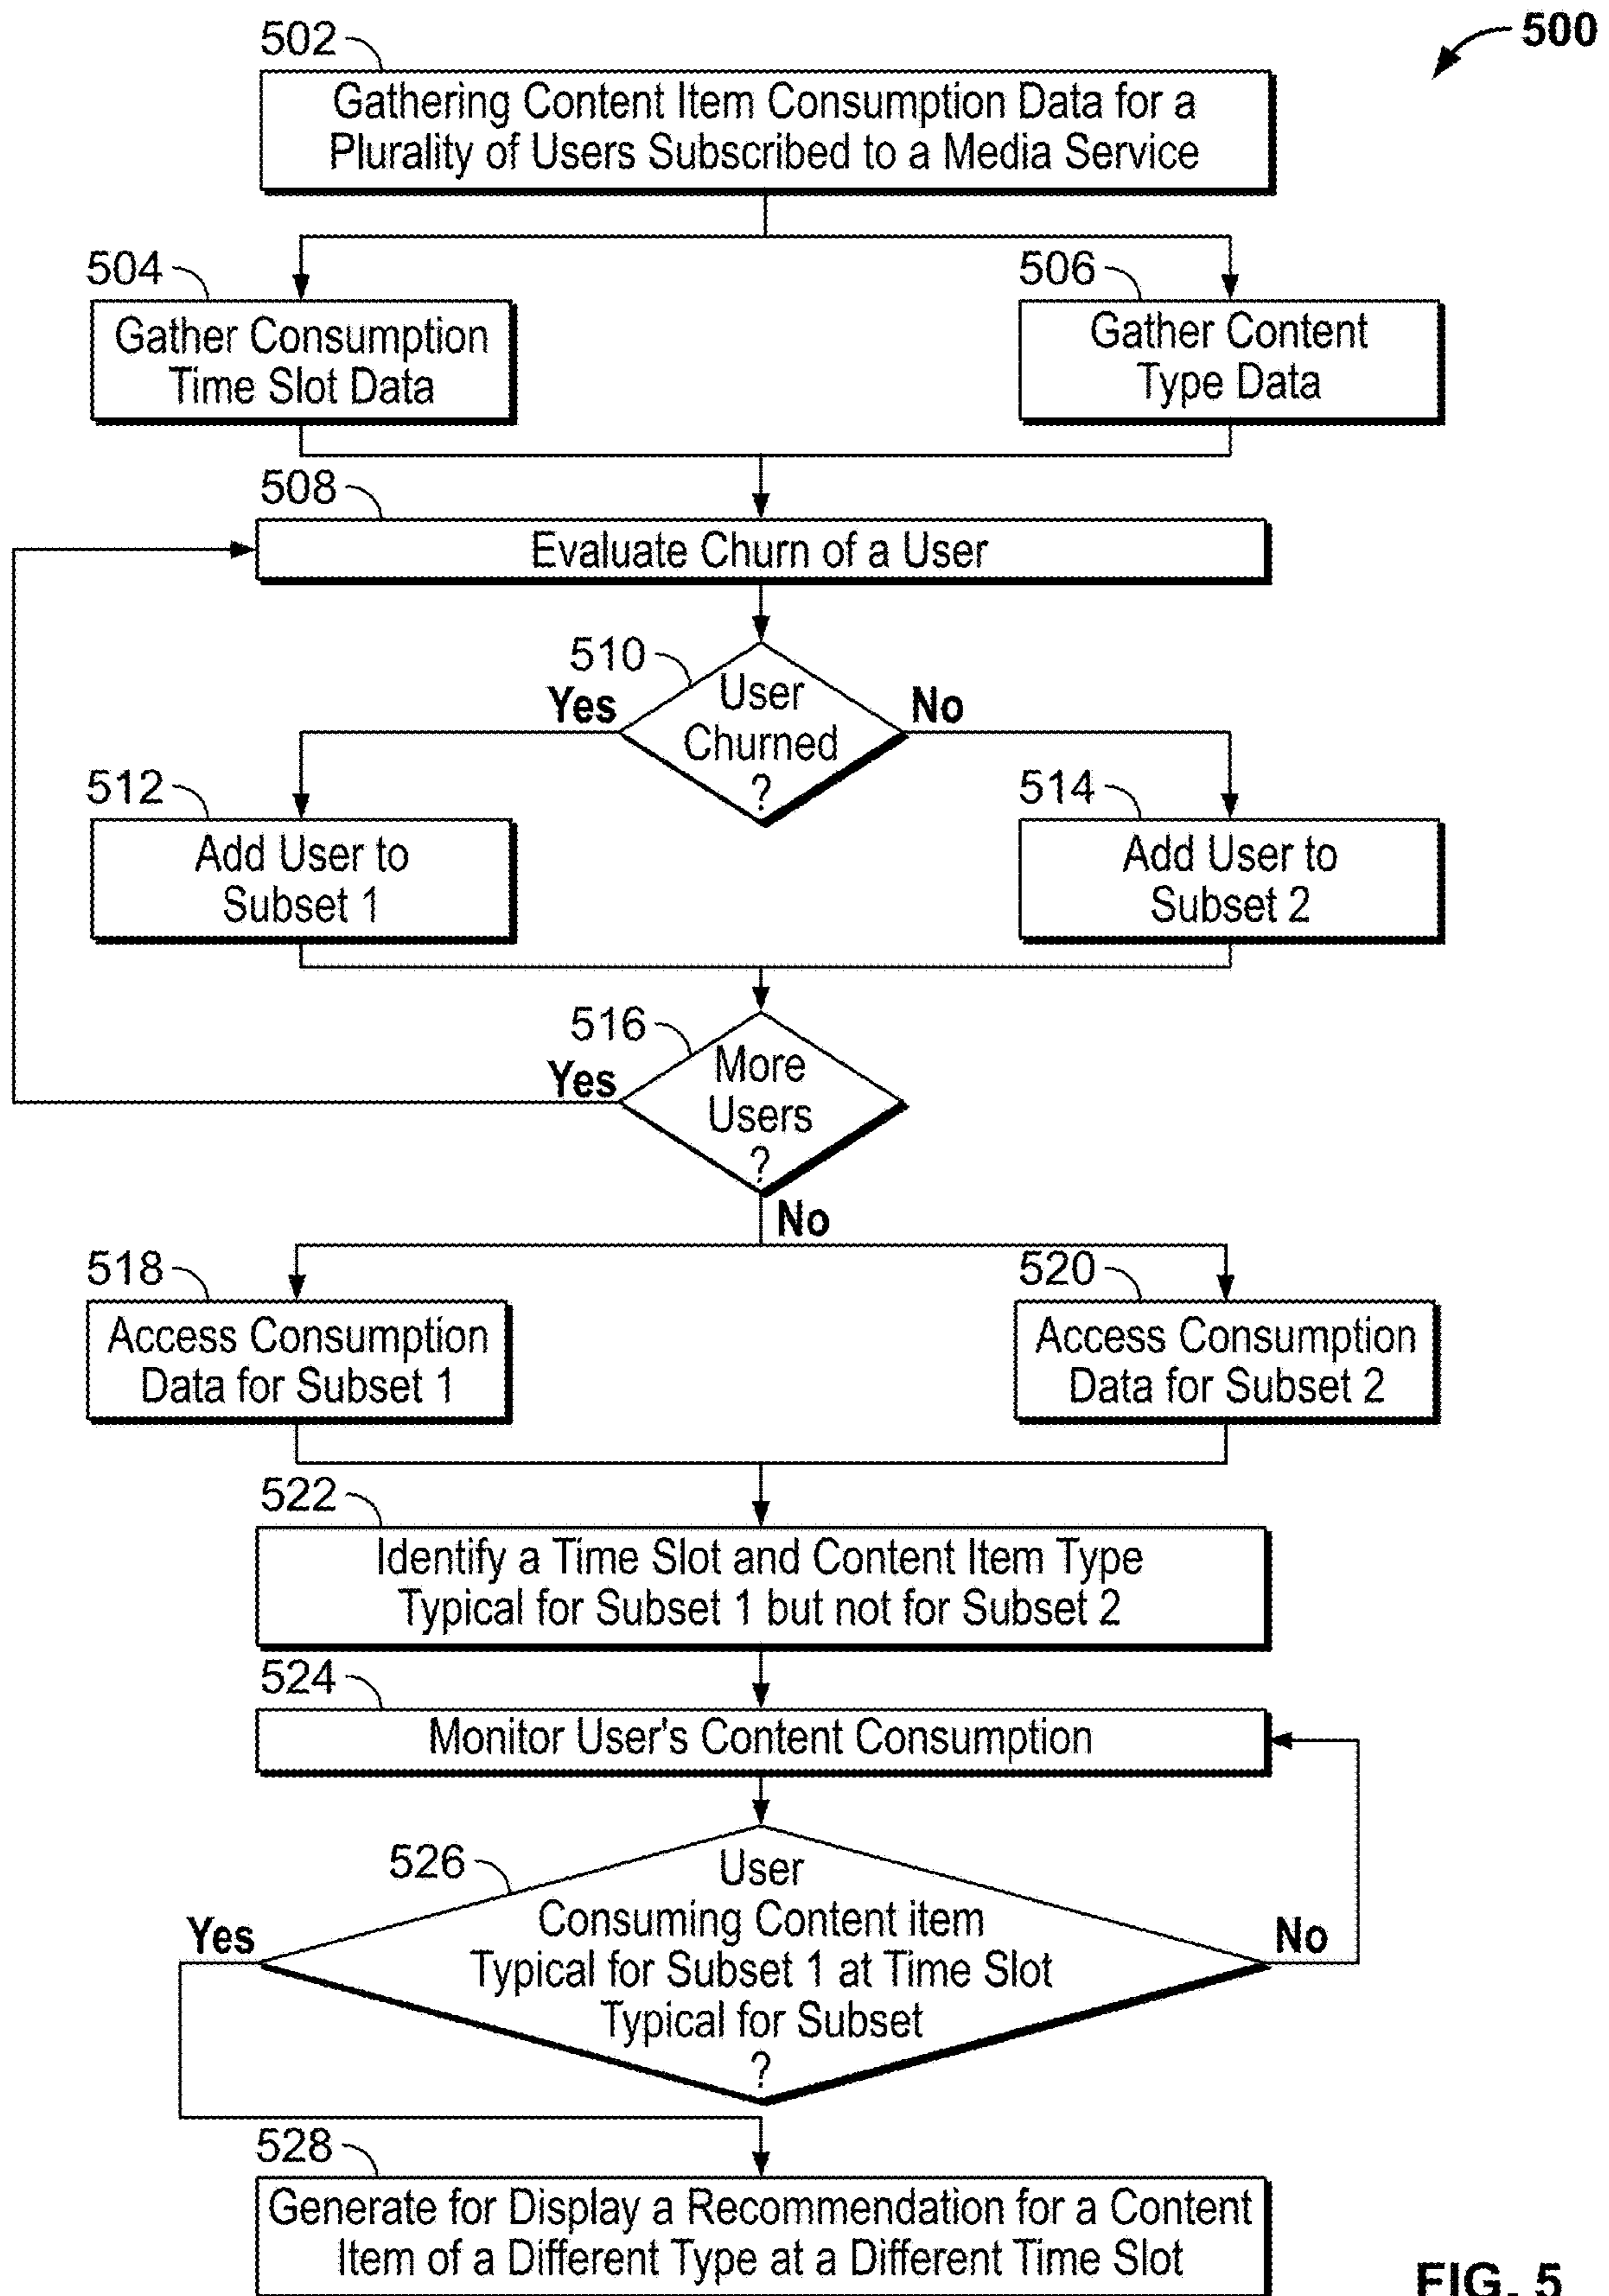 500
502
Gathering Content Item Consumption Data for a
Plurality of Users Subscribed to a Media Service
504
Gather Consumption
Time Slot Data
506
Gather Content
Type Data
508
Evaluate Churn of a User
510
User
Churned
?
Yes
No
512
Add User to
Subset 1
514
Add User to
Subset 2
516
More
Users
?
Yes
No
518
Access Consumption
Data for Subset 1
520
Access Consumption
Data for Subset 2
522
Identify a Time Slot and Content Item Type
Typical for Subset 1 but not for Subset 2
524
Monitor User's Content Consumption
526
User
Consuming Content item
Typical for Subset 1 at Time Slot
Typical for Subset
?
Yes
No
528
Generate for Display a Recommendation for a Content
Item of a Different Type at a Different Time Slot
FIG. 5